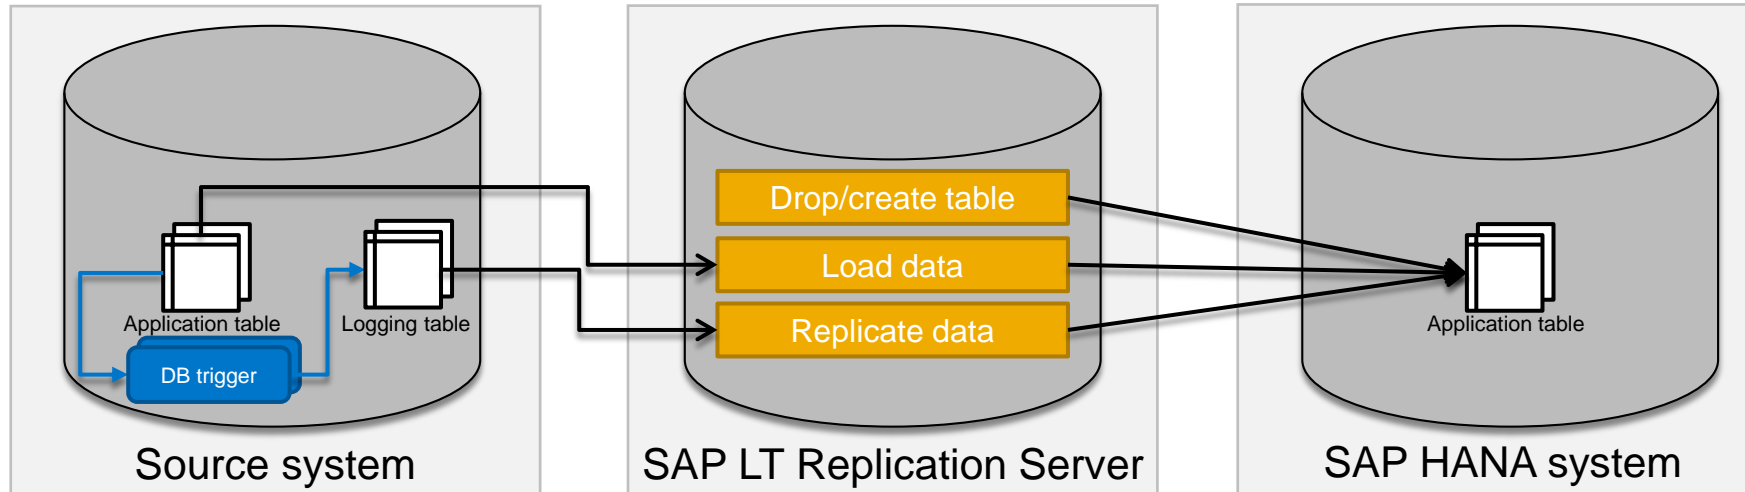 Application table
Logging table
DB trigger
Source system
Drop/create table
Load data
Replicate data
SAP LT Replication Server
Application table
SAP HANA system